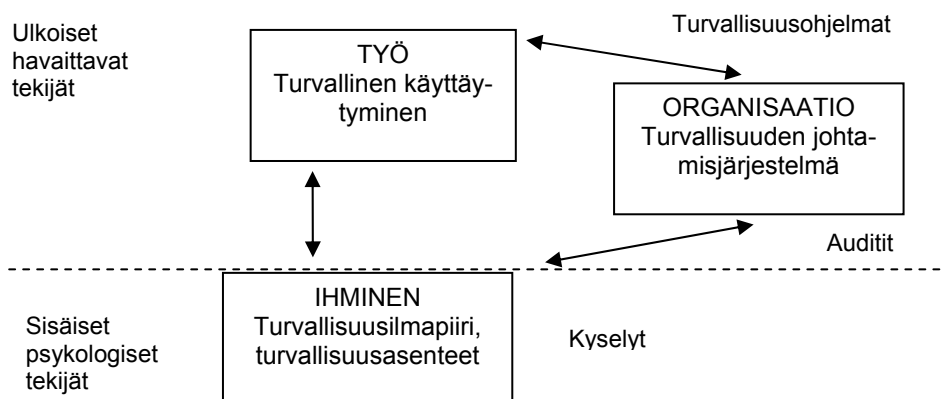 Ulkoiset
havaittavat
tekijät
TYÖ
Turvallinen käyttäy-
tyminen
Turvallisuusohjelmat
ORGANISAATIO
Turvallisuuden johta-
misjärjestelmä
Auditit
IHMINEN
Turvallisuusilmapiiri,
turvallisuusasenteet
Sisäiset
psykologiset
tekijät
Kyselyt